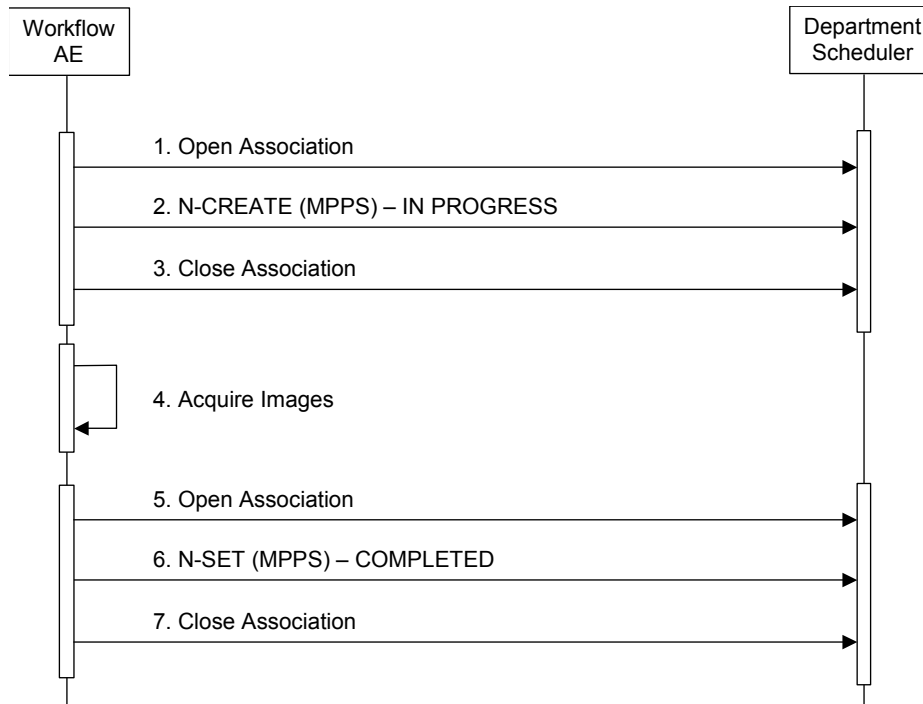 Workflow
AE
Department
Scheduler
1. Open Association
2. N-CREATE (MPPS) – IN PROGRESS
3. Close Association
4. Acquire Images
5. Open Association
6. N-SET (MPPS) – COMPLETED
7. Close Association